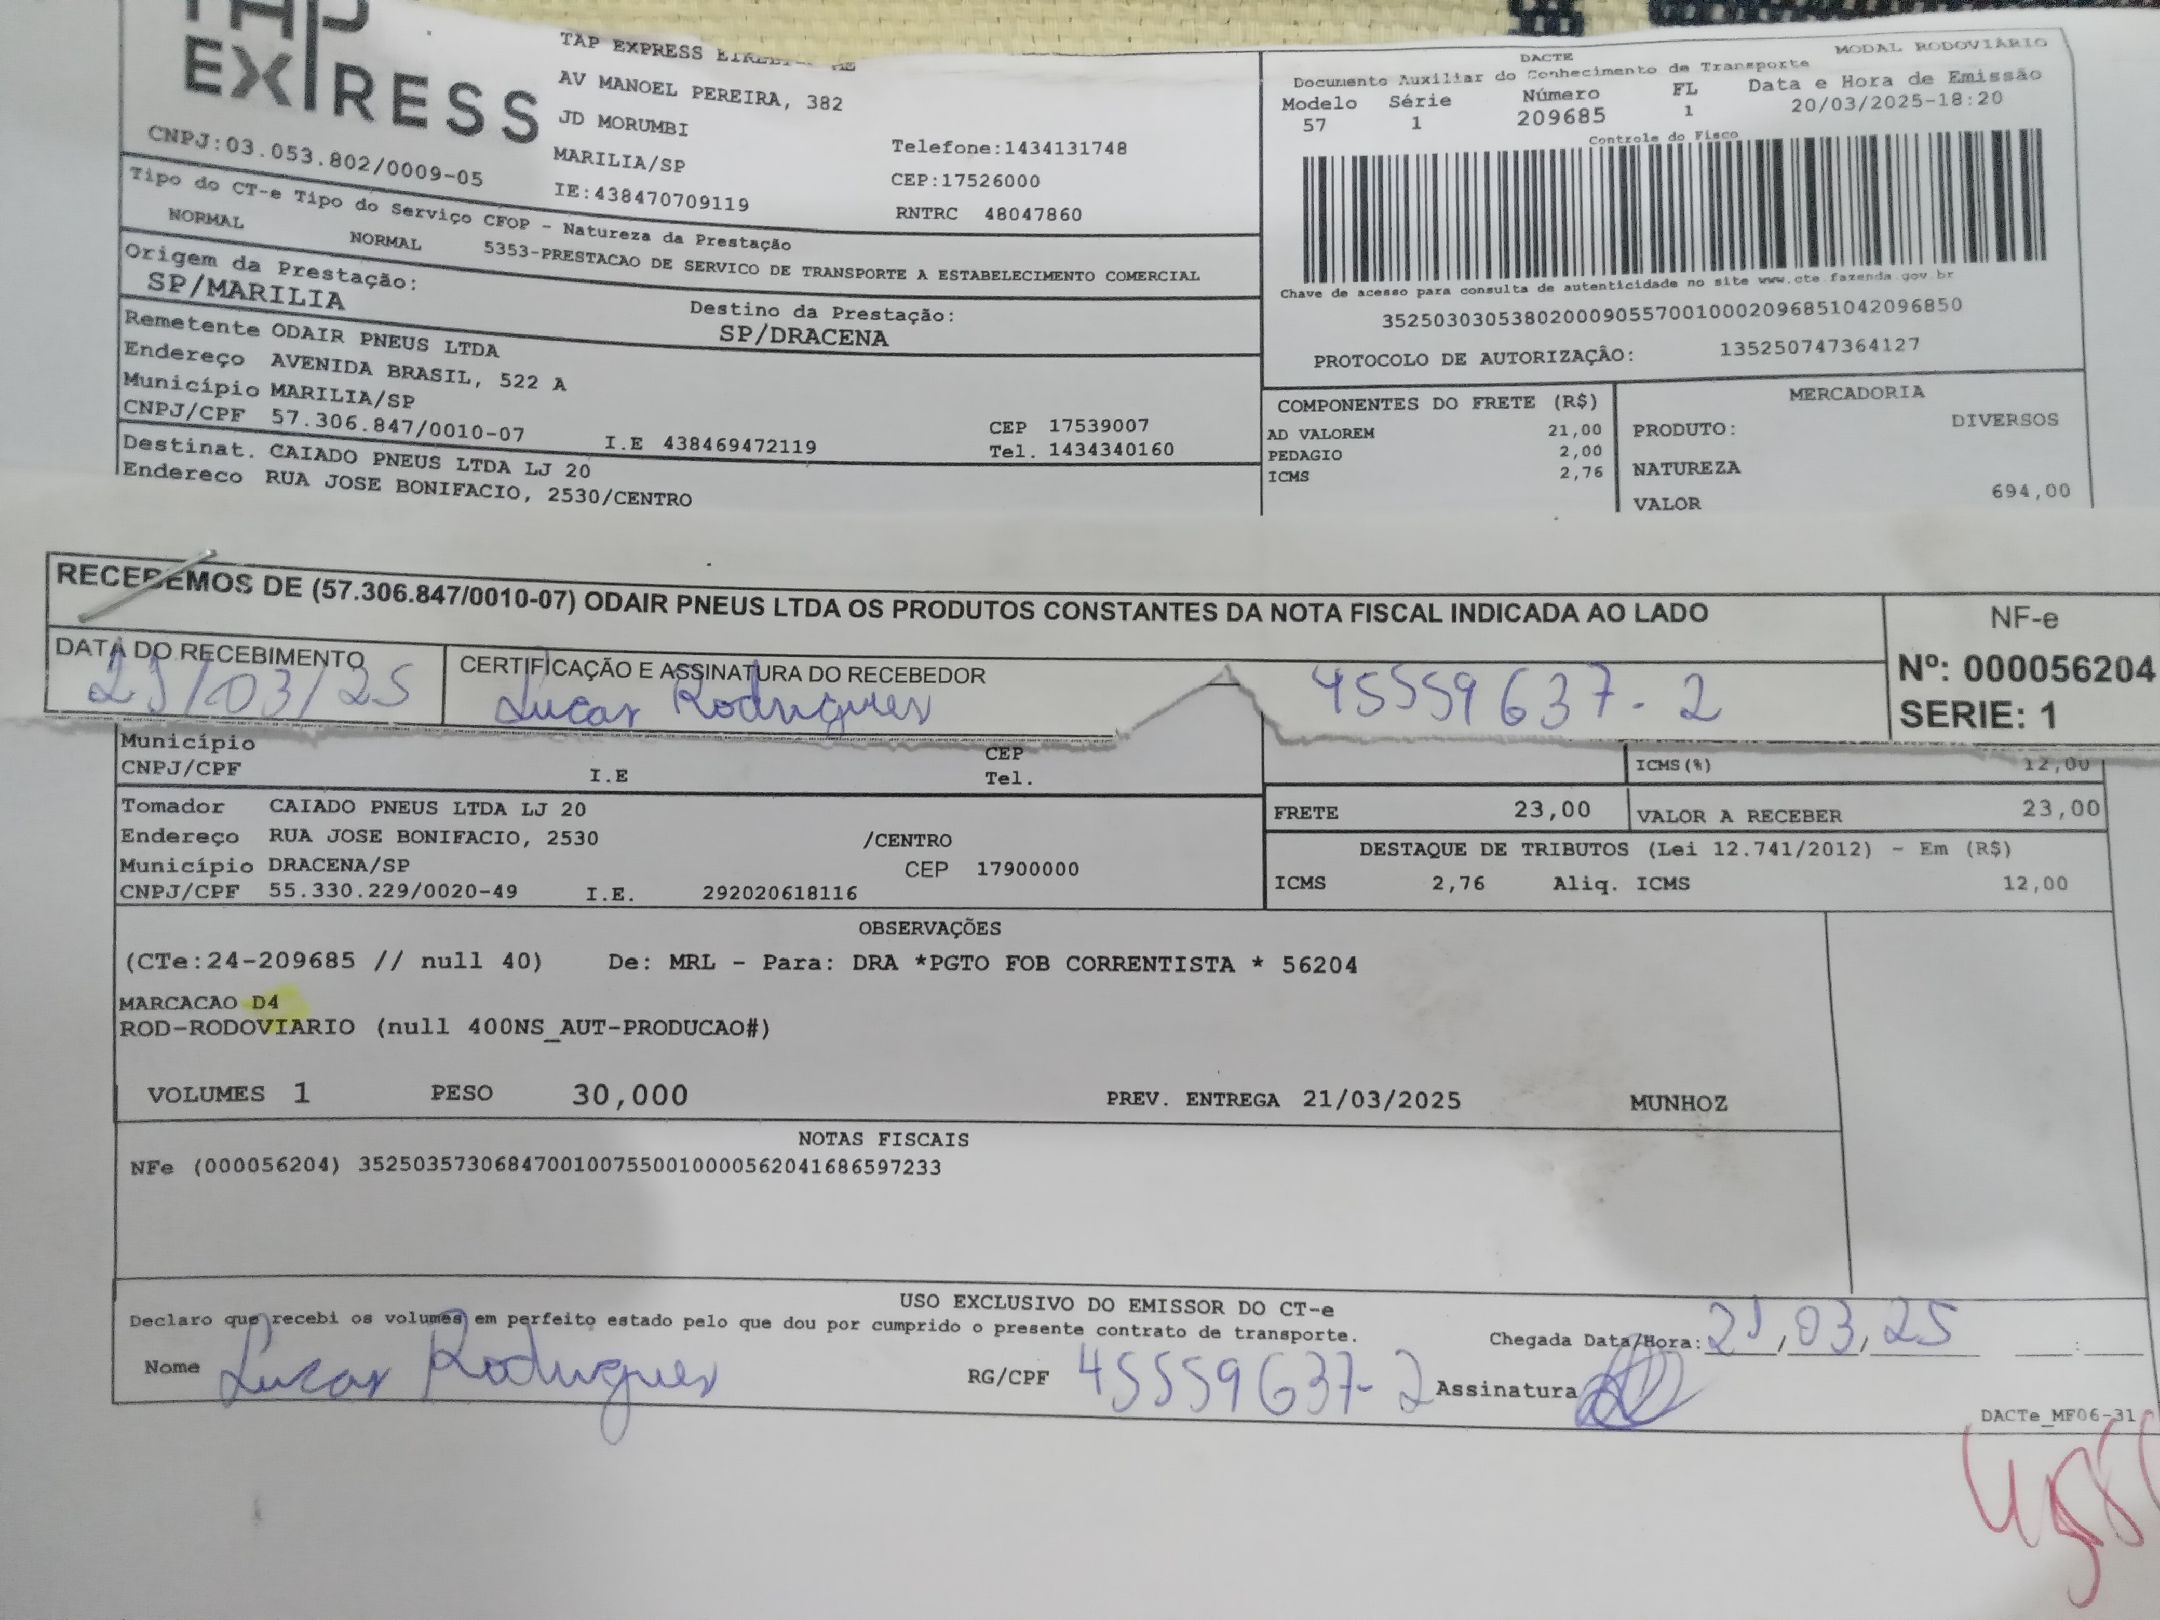 TAP
EXPRESS
CNPJ:03.053.802/0009-05
TAP EXPRESS
AV MANOEL PEREIRA, 382
JD MORUMBI
MARILIA/SP
IE:438470709119
Telefone:1434131748
CEP:17526000
RNTRC 48047860
DACTE MODAL RODOVIÁRIO
Documento Auxiliar do Conhecimento de Transporte
Modelo Série Número FL Data e Hora de Emissão
57 1 209685 1 20/03/2025-18:20
Controle do Fisco
Chave de acesso para consulta de autenticidade no site www.cte.fazenda.gov.br
35250303053802000905570010002096851042096850
PROTOCOLO DE AUTORIZAÇÃO: 135250747364127
Tipo do CT-e Tipo do Serviço CFOP - Natureza da Prestação
NORMAL NORMAL 5353-PRESTACAO DE SERVICO DE TRANSPORTE A ESTABELECIMENTO COMERCIAL
Origem da Prestação: Destino da Prestação:
SP/MARILIA SP/DRACENA
Remetente ODAIR PNEUS LTDA
Endereço AVENIDA BRASIL, 522 A
Município MARILIA/SP CEP 17539007
CNPJ/CPF 57.306.847/0010-07 I.E 438469472119 Tel. 1434340160
Destinat. CAIADO PNEUS LTDA LJ 20
Endereco RUA JOSE BONIFACIO, 2530/CENTRO
COMPONENTES DO FRETE (R$)
AD VALOREM 21,00
PEDAGIO 2,00
ICMS 2,76
MERCADORIA
PRODUTO: DIVERSOS
NATUREZA
VALOR 694,00
RECEBEMOS DE (57.306.847/0010-07) ODAIR PNEUS LTDA OS PRODUTOS CONSTANTES DA NOTA FISCAL INDICADA AO LADO
DATA DO RECEBIMENTO CERTIFICAÇÃO E ASSINATURA DO RECEBEDOR
21/03/25 Lucas Rodrigues 45559637-2
NF-e
Nº: 000056204
SERIE: 1
Município CEP
CNPJ/CPF I.E Tel.
ICMS(%) 12,00
Tomador CAIADO PNEUS LTDA LJ 20
Endereço RUA JOSE BONIFACIO, 2530 /CENTRO
Município DRACENA/SP CEP 17900000
CNPJ/CPF 55.330.229/0020-49 I.E. 292020618116
FRETE 23,00 VALOR A RECEBER 23,00
DESTAQUE DE TRIBUTOS (Lei 12.741/2012) - Em (R$)
ICMS 2,76 Aliq. ICMS 12,00
OBSERVAÇÕES
(CTe:24-209685 // null 40) De: MRL - Para: DRA *PGTO FOB CORRENTISTA * 56204
MARCACAO D4
ROD-RODOVIARIO (null 400NS_AUT-PRODUCAO#)
VOLUMES 1 PESO 30,000 PREV. ENTREGA 21/03/2025 MUNHOZ
NOTAS FISCAIS
NFe (000056204) 35250357306847001007550010000562041686597233
USO EXCLUSIVO DO EMISSOR DO CT-e
Declaro que recebi os volumes em perfeito estado pelo que dou por cumprido o presente contrato de transporte.
Chegada Data/Hora: 21/03/25 :
Nome Lucas Rodrigues RG/CPF 45559637-2 Assinatura
DACTe_MF06-31